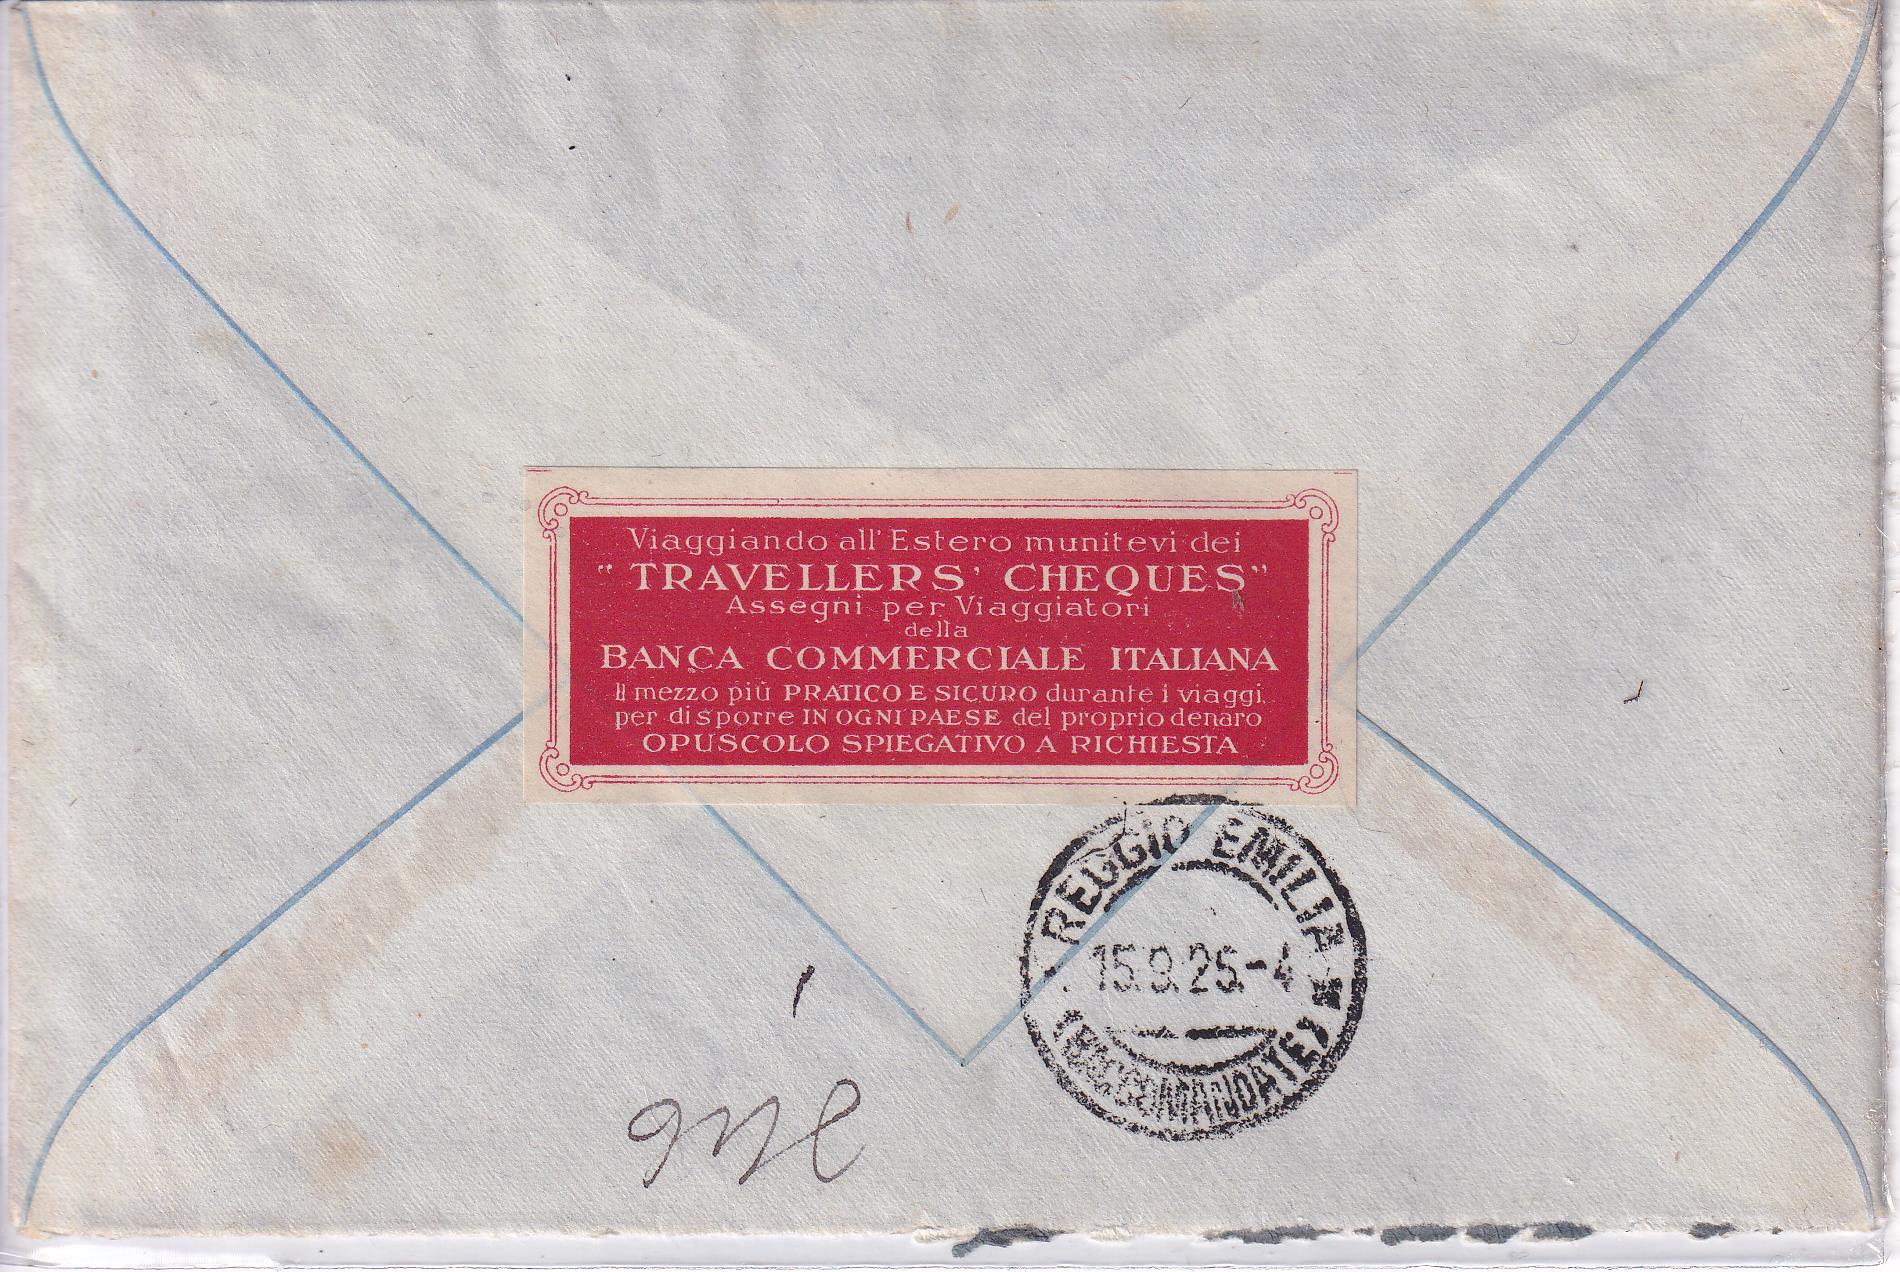 Viaggiando all'Estero munitevi dei
"TRAVELLERS' CHEQUES"
Assegni per Viaggiatori
della
BANCA COMMERCIALE ITALIANA
Il mezzo più PRATICO E SICURO durante i viaggi
per disporre IN OGNI PAESE del proprio denaro
OPUSCOLO SPIEGATIVO A RICHIESTA
REGGIO EMILIA
15.9.25.-4
(RACCOMANDATE)